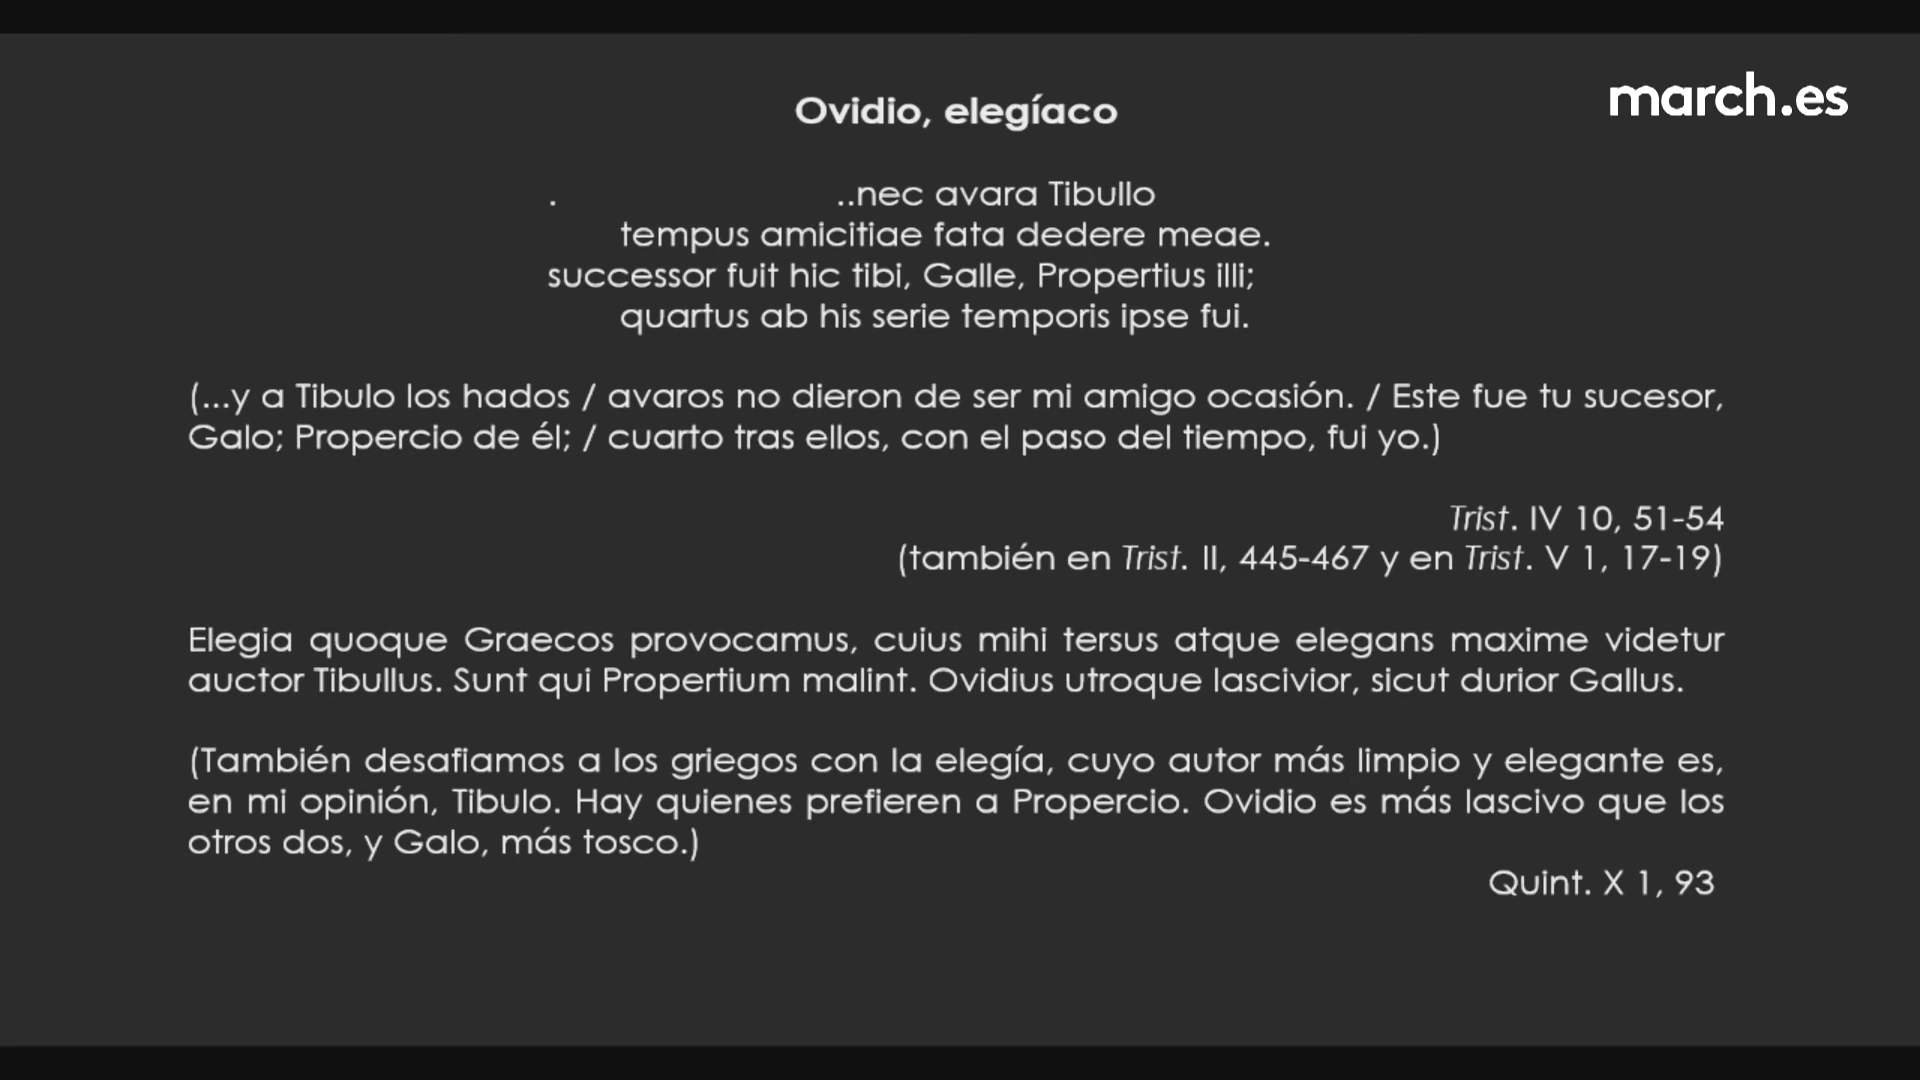 march.es
Ovidio, elegíaco
. ..nec avara Tibullo
tempus amicitiae fata dedere meae.
successor fuit hic tibi, Galle, Propertius illi;
quartus ab his serie temporis ipse fui.
(...y a Tibulo los hados / avaros no dieron de ser mi amigo ocasión. / Este fue tu sucesor,
Galo; Propercio de él; / cuarto tras ellos, con el paso del tiempo, fui yo.)
Trist. IV 10, 51-54
(también en Trist. II, 445-467 y en Trist. V 1, 17-19)
Elegia quoque Graecos provocamus, cuius mihi tersus atque elegans maxime videtur
auctor Tibullus. Sunt qui Propertium malint. Ovidius utroque lascivior, sicut durior Gallus.
(También desafiamos a los griegos con la elegía, cuyo autor más limpio y elegante es,
en mi opinión, Tibulo. Hay quienes prefieren a Propercio. Ovidio es más lascivo que los
otros dos, y Galo, más tosco.)
Quint. X 1, 93